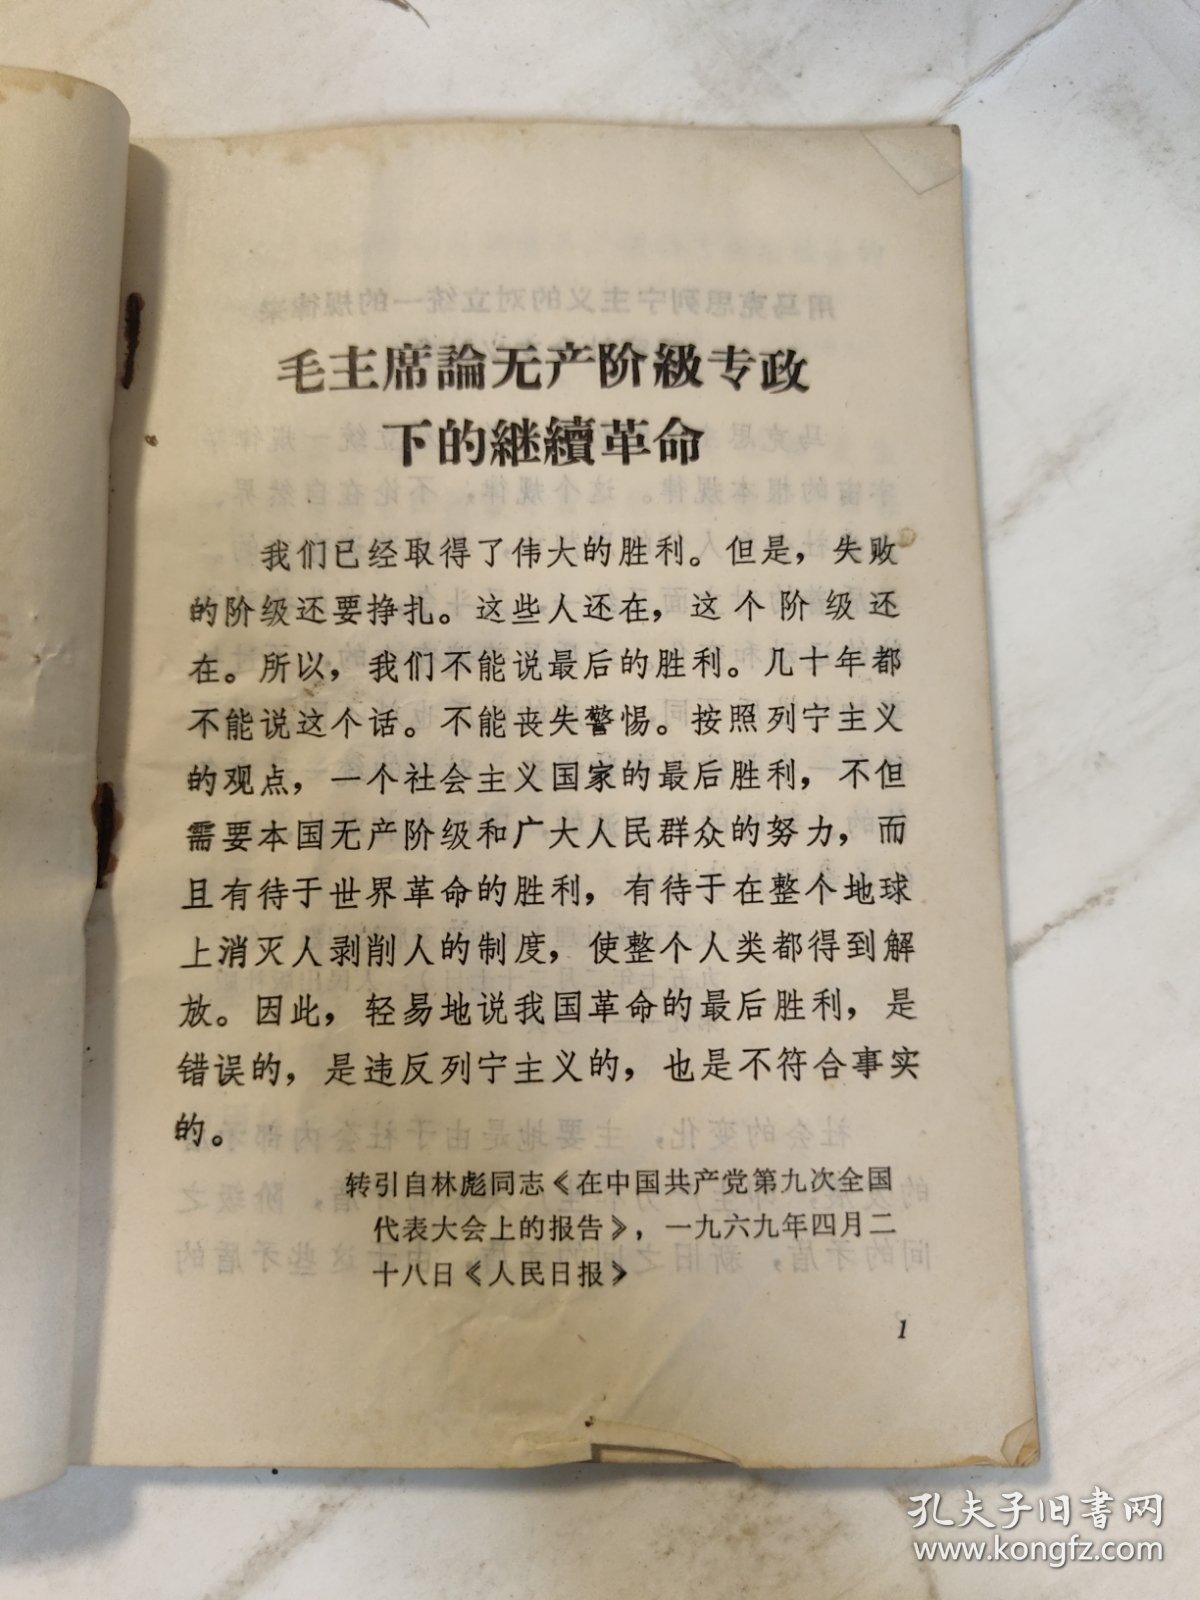 毛主席論无产阶級专政
下的継續革命
我们已经取得了伟大的胜利。但是，失败
的阶级还要挣扎。这些人还在，这个阶级还
在。所以，我们不能说最后的胜利。几十年都
不能说这个话。不能丧失警惕。按照列宁主义
的观点，一个社会主义国家的最后胜利，不但
需要本国无产阶级和广大人民群众的努力，而
且有待于世界革命的胜利，有待于在整个地球
上消灭人剥削人的制度，使整个人类都得到解
放。因此，轻易地说我国革命的最后胜利，是
错误的，是违反列宁主义的，也是不符合事实
的。
转引自林彪同志《在中国共产党第九次全国
代表大会上的报告》，一九六九年四月二
十八日《人民日报》
1
孔夫子旧書网
www.kongfz.com